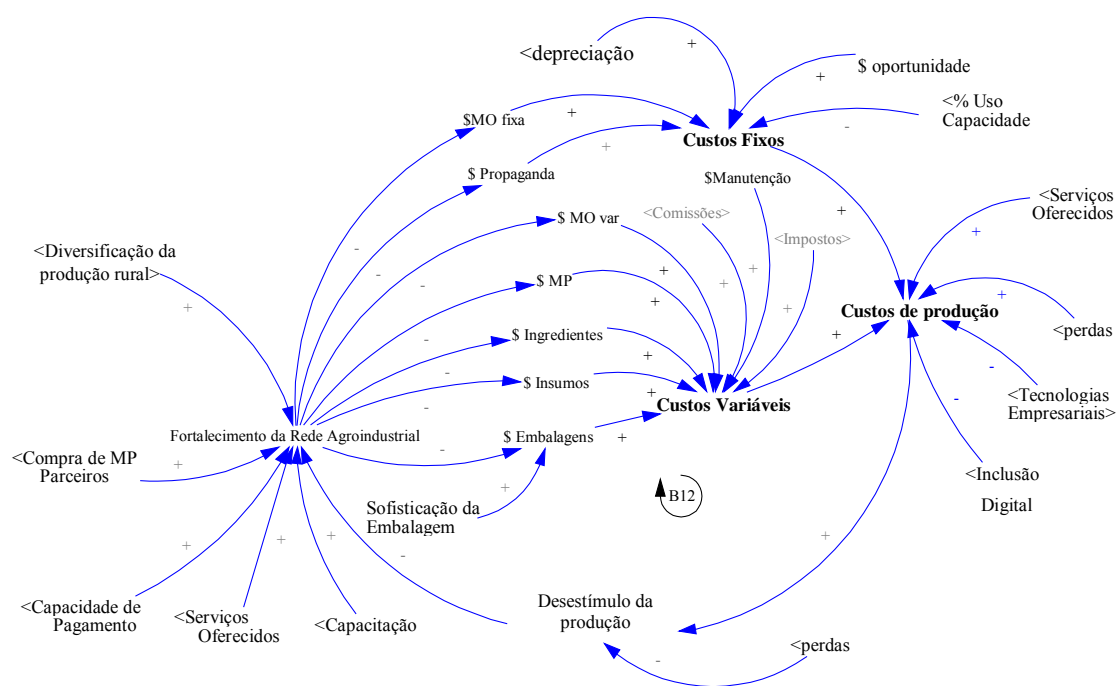 <depreciação
$ oportunidade
<% Uso
Capacidade
$MO fixa
Custos Fixos
$ Propaganda
$Manutenção
<Serviços
Oferecidos
<Comissões>
$ MO var
<Impostos>
<Diversificação da
produção rural>
$ MP
Custos de produção
<perdas
$ Ingredientes
$ Insumos
<Tecnologias
Empresariais>
Custos Variáveis
Fortalecimento da Rede Agroindustrial
$ Embalagens
<Compra de MP
Parceiros
<Inclusão
Digital
B12
Sofisticação da
Embalagem
<Capacidade de
Pagamento
<Serviços
Oferecidos
<Capacitação
Desestímulo da
produção
<perdas
+
+
+
-
+
+
+
+
+
+
+
+
+
+
+
+
+
+
-
-
-
-
-
-
-
-
-
+
+
+
+
+
+
-
+
-